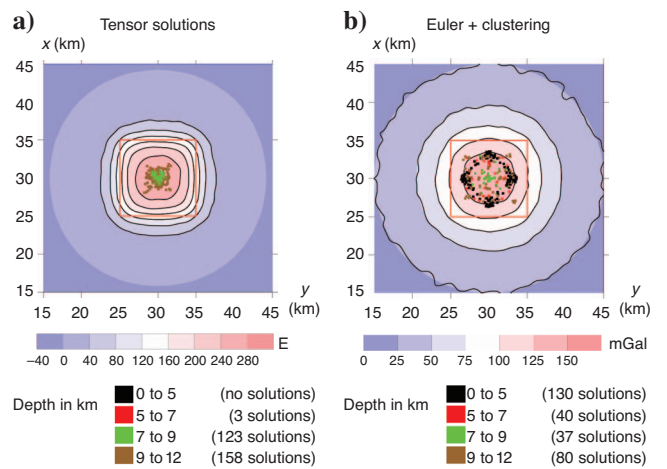 a) Tensor solutions
x (km)
45
40
35
30
25
20
15
15 20 25 30 35 40 45
y
(km)
E
–40 0 40 80 120 160 200 240 280
Depth in km
0 to 5 (no solutions)
5 to 7 (3 solutions)
7 to 9 (123 solutions)
9 to 12 (158 solutions)
b) Euler + clustering
x (km)
45
40
35
30
25
20
15
15 20 25 30 35 40 45
y
(km)
mGal
0 25 50 75 100 125 150
Depth in km
0 to 5 (130 solutions)
5 to 7 (40 solutions)
7 to 9 (37 solutions)
9 to 12 (80 solutions)